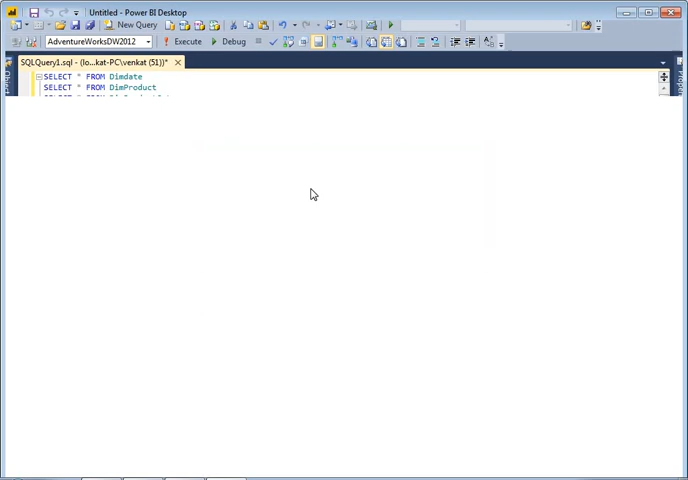 Untitled - Power BI Desktop
New Query
AdventureWorksDW2012 Execute Debug
SQLQuery1.sql - (lo...kat-PC\venkat (51))*
SELECT * FROM Dimdate
SELECT * FROM DimProduct